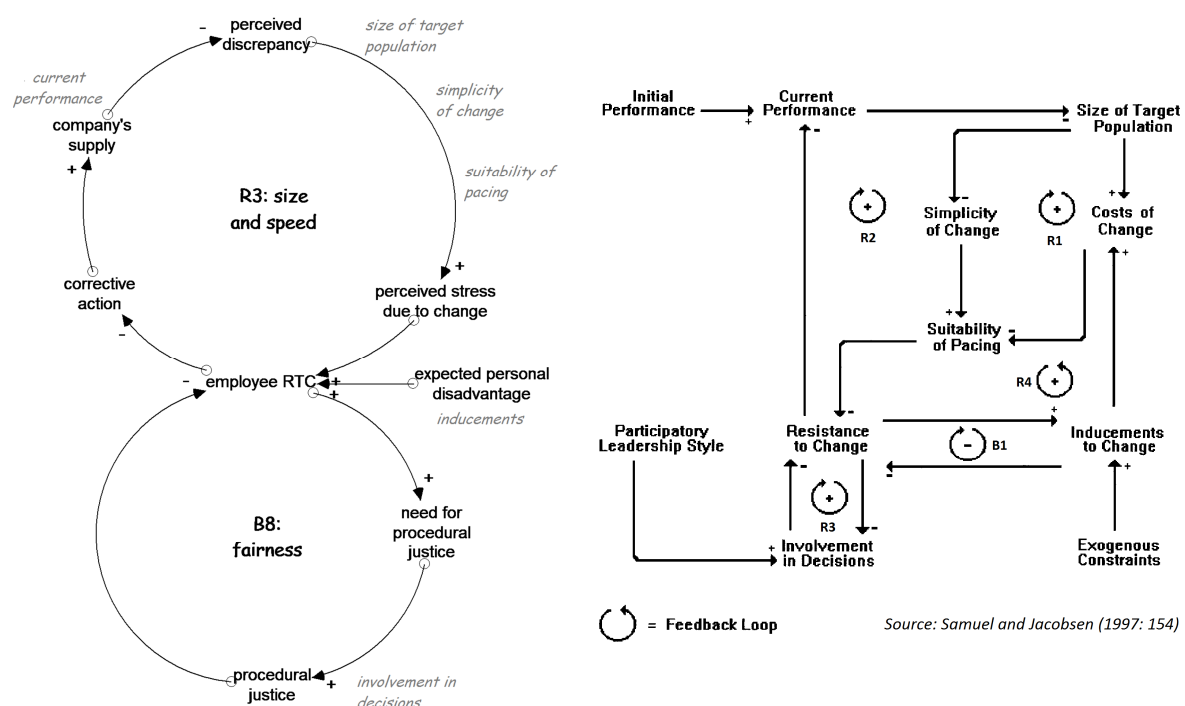 perceived
discrepancy
-
size of target
population
current
performance
simplicity
of change
company's
supply
+
suitability of
pacing
R3: size
and speed
+
corrective
action
perceived stress
due to change
-
- employee RTC +
+
expected personal
disadvantage
inducements
+
need for
procedural
justice
B8:
fairness
procedural
justice
+
involvement in
decisions
Initial
Performance
+
Current
Performance
-
Size of Target
Population
-
-
+
R2
+
Simplicity
of Change
+
R1
Costs of
Change
+
+
Suitability
of Pacing
-
R4
+
-
+
Participatory
Leadership Style
Resistance
to Change
-
B1
Inducements
to Change
-
-
+
R3
-
+
+
Involvement
in Decisions
Exogenous
Constraints
= Feedback Loop
Source: Samuel and Jacobsen (1997: 154)